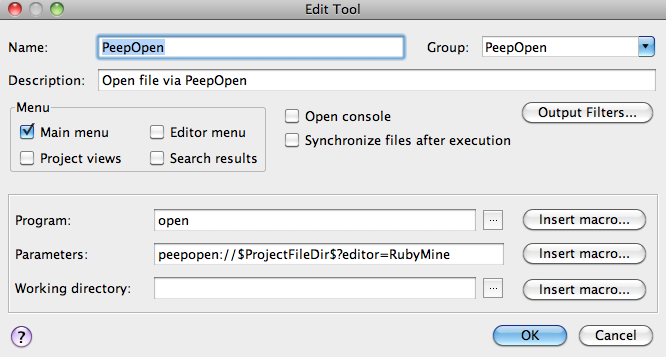 Edit Tool
Name: PeepOpen Group: PeepOpen
Description: Open file via PeepOpen
Menu
Main menu Editor menu
Project views Search results
Open console
Synchronize files after execution
Output Filters...
Program: open ... Insert macro...
Parameters: peepopen://$ProjectFileDir$?editor=RubyMine Insert macro...
Working directory: ... Insert macro...
? OK Cancel